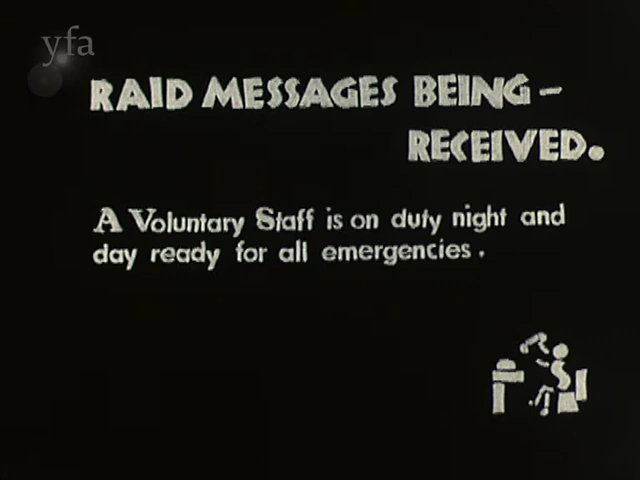 yfa
RAID MESSAGES BEING –
RECEIVED.
A Voluntary Staff is on duty night and
day ready for all emergencies.